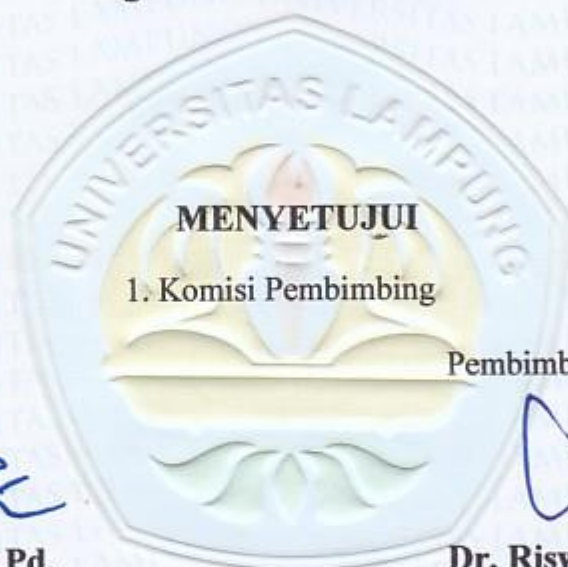 UNIVERSITAS LAMPUNG
MENYETUJUI
1. Komisi Pembimbing
Pembimb
Pd
Dr. Risw